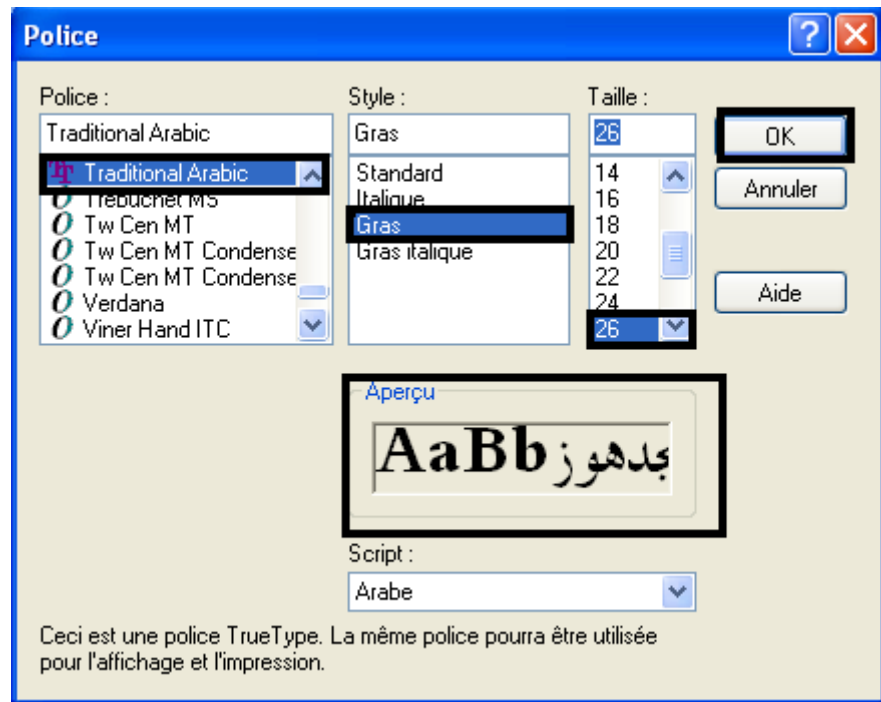 Police
Police :
Style :
Taille :
Traditional Arabic
Gras
26
OK
Traditional Arabic
Trebuchet MS
Tw Cen MT
Tw Cen MT Condense
Tw Cen MT Condense
Verdana
Viner Hand ITC
Standard
Italique
Gras
Gras italique
14
16
18
20
22
24
26
Annuler
Aide
Aperçu
AaBbبجدهوز
Script :
Arabe
Ceci est une police TrueType. La même police pourra être utilisée
pour l'affichage et l'impression.